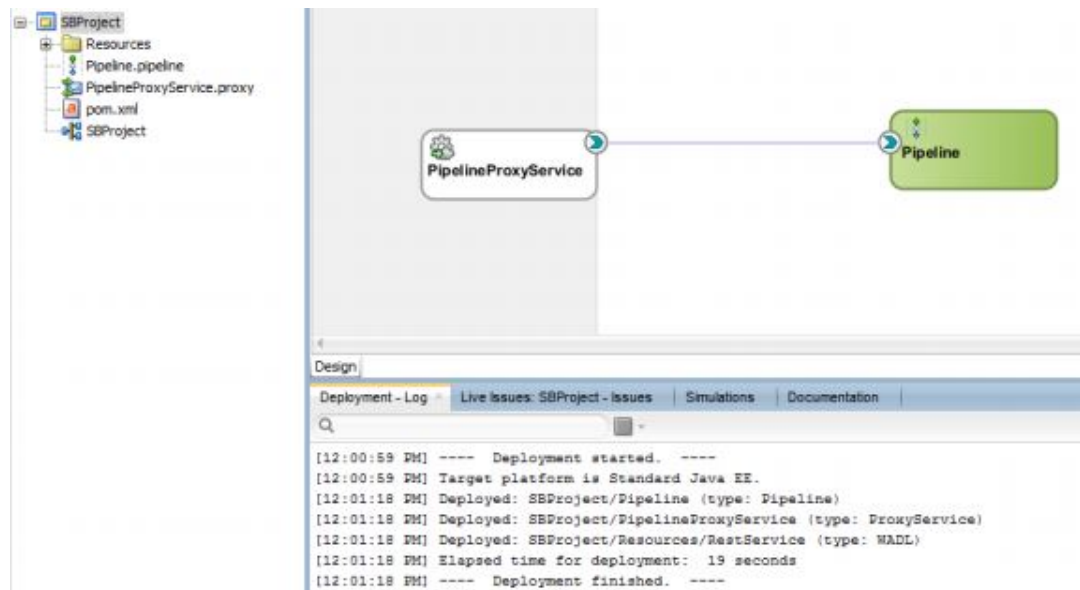 SBProject
Resources
Pipeline.pipeline
PipelineProxyService.proxy
pom.xml
SBProject
PipelineProxyService
Pipeline
Design
Deployment - Log
Live Issues: SBProject - Issues
Simulations
Documentation
[12:00:59 PM] ---- Deployment started. ----
[12:00:59 PM] Target platform is Standard Java EE.
[12:01:18 PM] Deployed: SBProject/Pipeline (type: Pipeline)
[12:01:18 PM] Deployed: SBProject/PipelineProxyService (type: ProxyService)
[12:01:18 PM] Deployed: SBProject/Resources/RestService (type: WADL)
[12:01:18 PM] Elapsed time for deployment: 19 seconds
[12:01:18 PM] ---- Deployment finished. ----